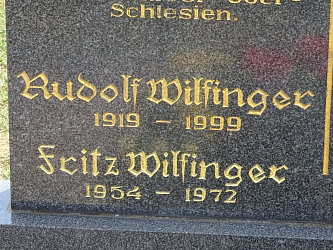 Schlesien.
Rudolf Wilfinger
1919 – 1999
Fritz Wilfinger
1954 – 1972